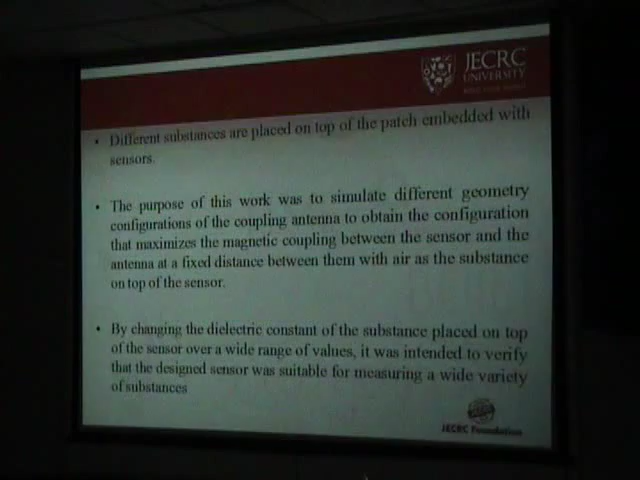 JECRC
UNIVERSITY
• Different substances are placed on top of the patch embedded with
sensors.
• The purpose of this work was to simulate different geometry
configurations of the coupling antenna to obtain the configuration
that maximizes the magnetic coupling between the sensor and the
antenna at a fixed distance between them with air as the substance
on top of the sensor.
• By changing the dielectric constant of the substance placed on top
of the sensor over a wide range of values, it was intended to verify
that the designed sensor was suitable for measuring a wide variety
of substances
JECRC Foundation